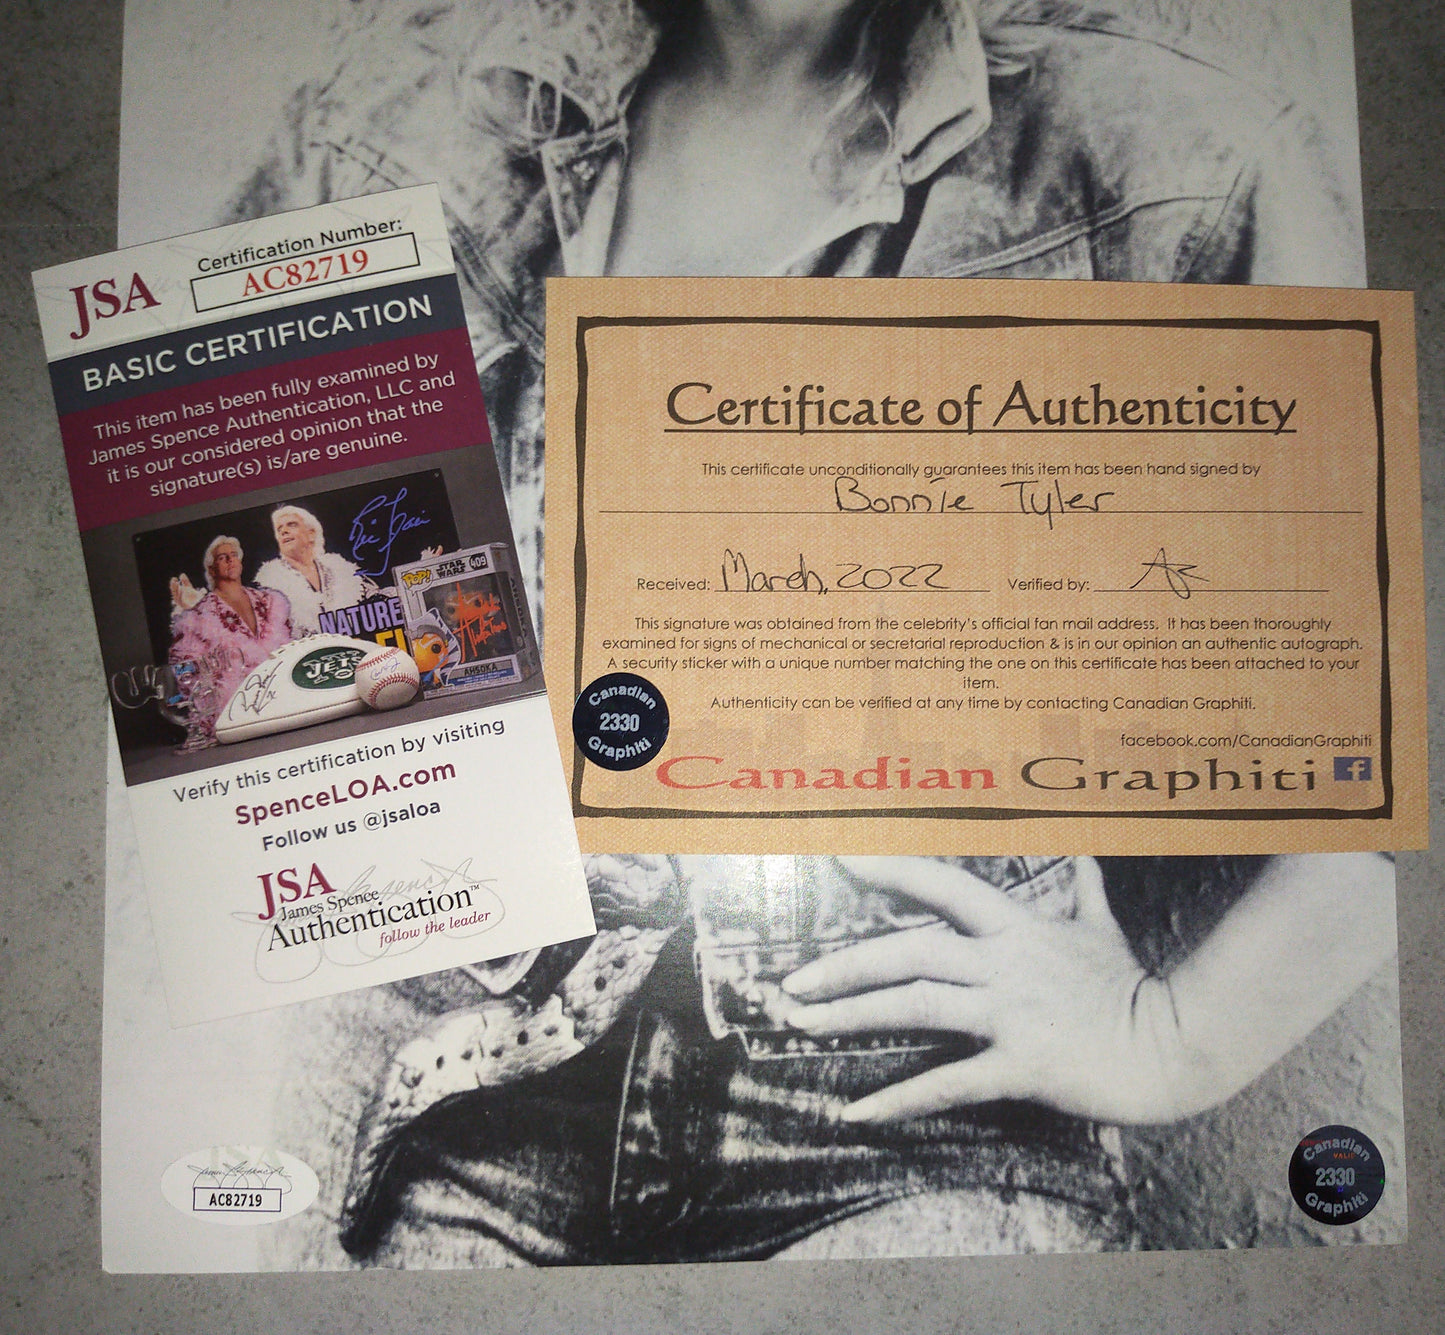 JSA
Certification Number:
AC82719
BASIC CERTIFICATION
This item has been fully examined by
James Spence Authentication, LLC and
it is our considered opinion that the
signature(s) is/are genuine.
NATURE
POP!
STAR
WARS
409
AHSOKA
JETS
Verify this certification by visiting
SpenceLOA.com
Follow us @jsaloa
JSA
James Spence
Authentication™
follow the leader
Certificate of Authenticity
This certificate unconditionally guarantees this item has been hand signed by
Bonnie Tyler
Received: March, 2022 Verified by:
This signature was obtained from the celebrity's official fan mail address. It has been thoroughly
examined for signs of mechanical or secretarial reproduction & is in our opinion an authentic autograph.
A security sticker with a unique number matching the one on this certificate has been attached to your
item.
Authenticity can be verified at any time by contacting Canadian Graphiti.
facebook.com/CanadianGraphiti
Canadian Graphiti f
Canadian
2330
Graphiti
JSA
AC82719
Canadian
VALID
2330
Graphiti